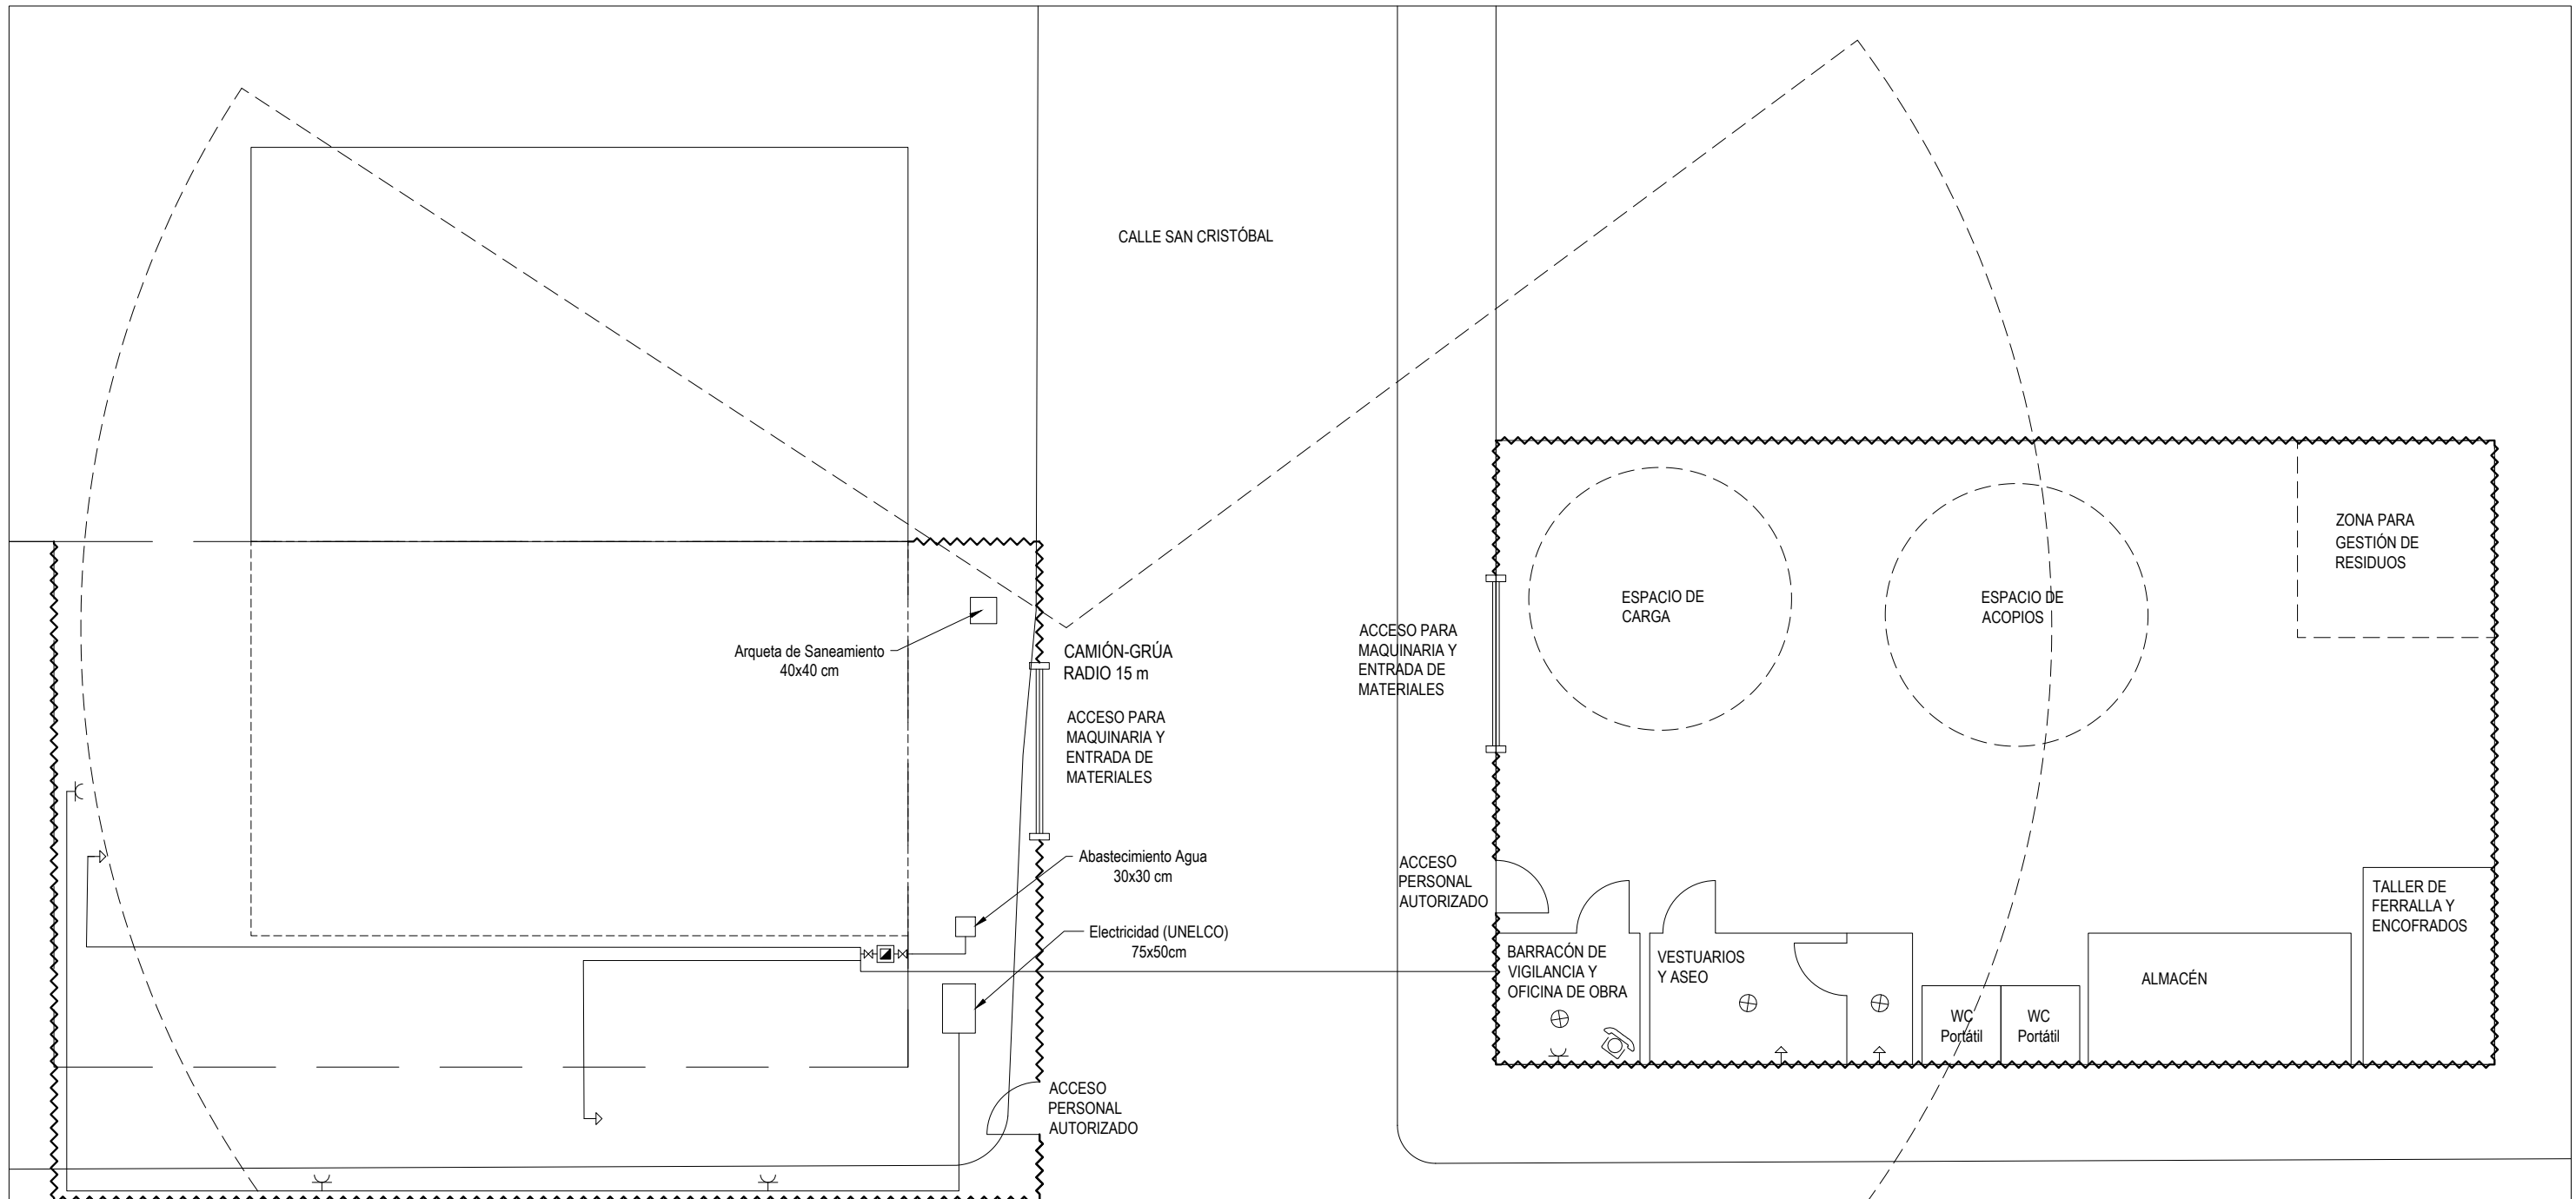 CALLE SAN CRISTÓBAL
Arqueta de Saneamiento
40x40 cm
CAMIÓN-GRÚA
RADIO 15 m
ACCESO PARA
MAQUINARIA Y
ENTRADA DE
MATERIALES
Abastecimiento Agua
30x30 cm
Electricidad (UNELCO)
75x50cm
ACCESO
PERSONAL
AUTORIZADO
ACCESO PARA
MAQUINARIA Y
ENTRADA DE
MATERIALES
ACCESO
PERSONAL
AUTORIZADO
ESPACIO DE
CARGA
ESPACIO DE
ACOPIOS
ZONA PARA
GESTIÓN DE
RESIDUOS
BARRACÓN DE
VIGILANCIA Y
OFICINA DE OBRA
VESTUARIOS
Y ASEO
WC
Portátil
WC
Portátil
ALMACÉN
TALLER DE
FERRALLA Y
ENCOFRADOS